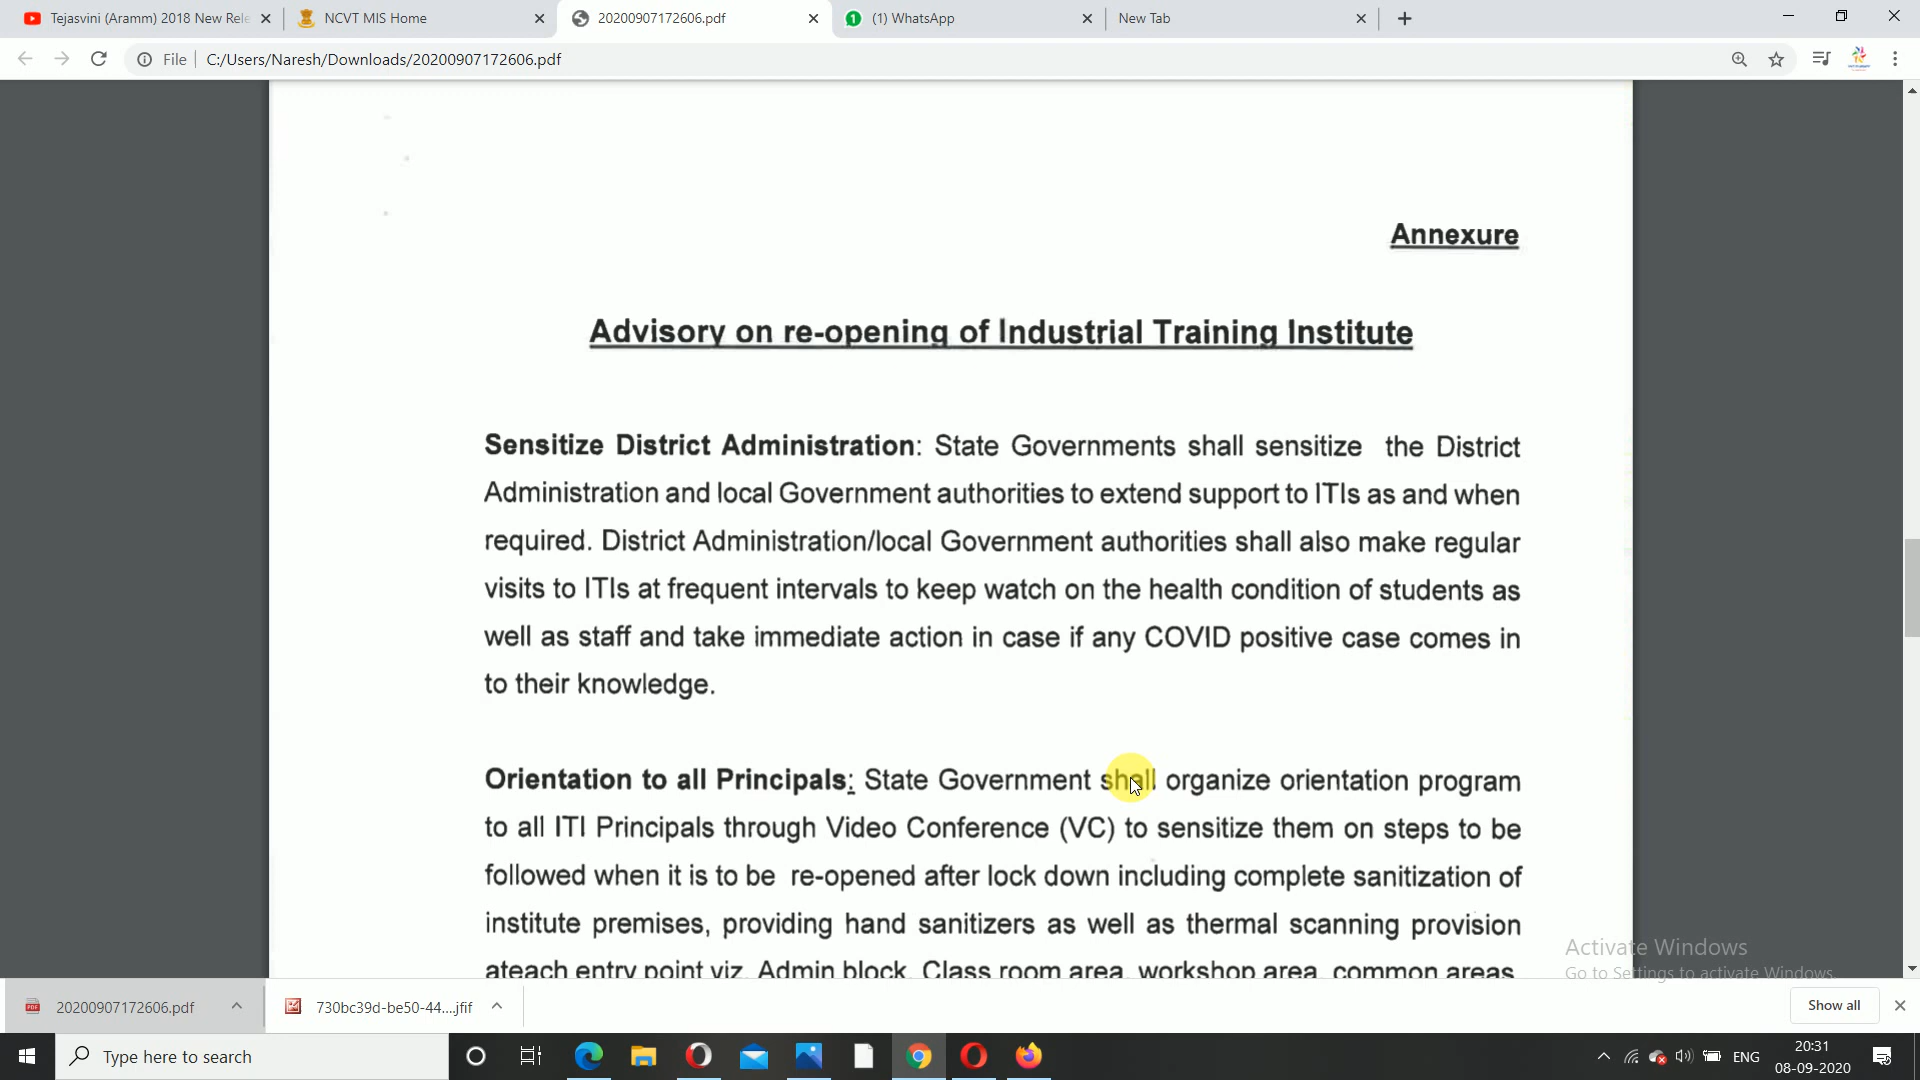 Tejasvini (Aramm) 2018 New Rele
NCVT MIS Home
20200907172606.pdf
(1) WhatsApp
New Tab
File
C:/Users/Naresh/Downloads/20200907172606.pdf
Annexure
Advisory on re-opening of Industrial Training Institute
Sensitize District Administration: State Governments shall sensitize the District
Administration and local Government authorities to extend support to ITIs as and when
required. District Administration/local Government authorities shall also make regular
visits to ITIs at frequent intervals to keep watch on the health condition of students as
well as staff and take immediate action in case if any COVID positive case comes in
to their knowledge.
Orientation to all Principals: State Government shall organize orientation program
to all ITI Principals through Video Conference (VC) to sensitize them on steps to be
followed when it is to be re-opened after lock down including complete sanitization of
institute premises, providing hand sanitizers as well as thermal scanning provision
ateach entry point viz. Admin block, Class room area, workshop area, common areas
Activate Windows
Go to Settings to activate Windows.
20200907172606.pdf
730bc39d-be50-44....jfif
Show all
Type here to search
ENG
20:31
08-09-2020